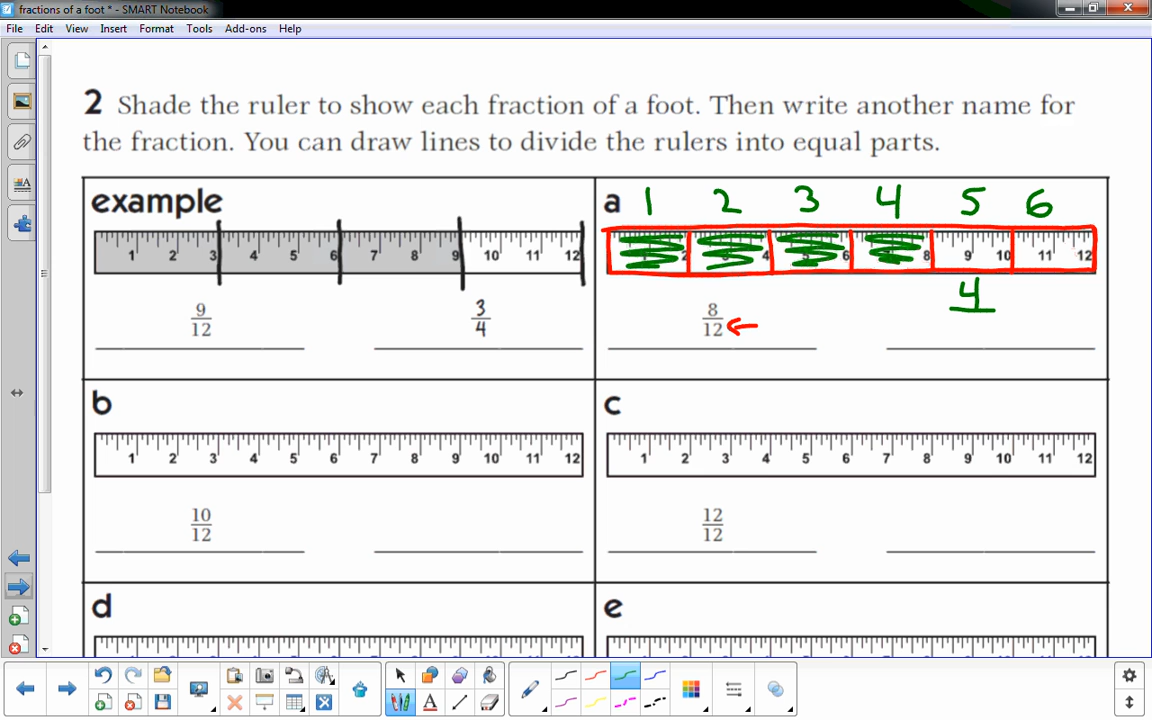 fractions of a foot * - SMART Notebook
File Edit View Insert Format Tools Add-ons Help
2 Shade the ruler to show each fraction of a foot. Then write another name for
the fraction. You can draw lines to divide the rulers into equal parts.
example
1 2 3 4 5 6 7 8 9 10 11 12
9/12
3/4
a
1 2 3 4 5 6
2 4 6 8 9 10 11 12
4
8/12
b
1 2 3 4 5 6 7 8 9 10 11 12
10/12
c
1 2 3 4 5 6 7 8 9 10 11 12
12/12
d
e